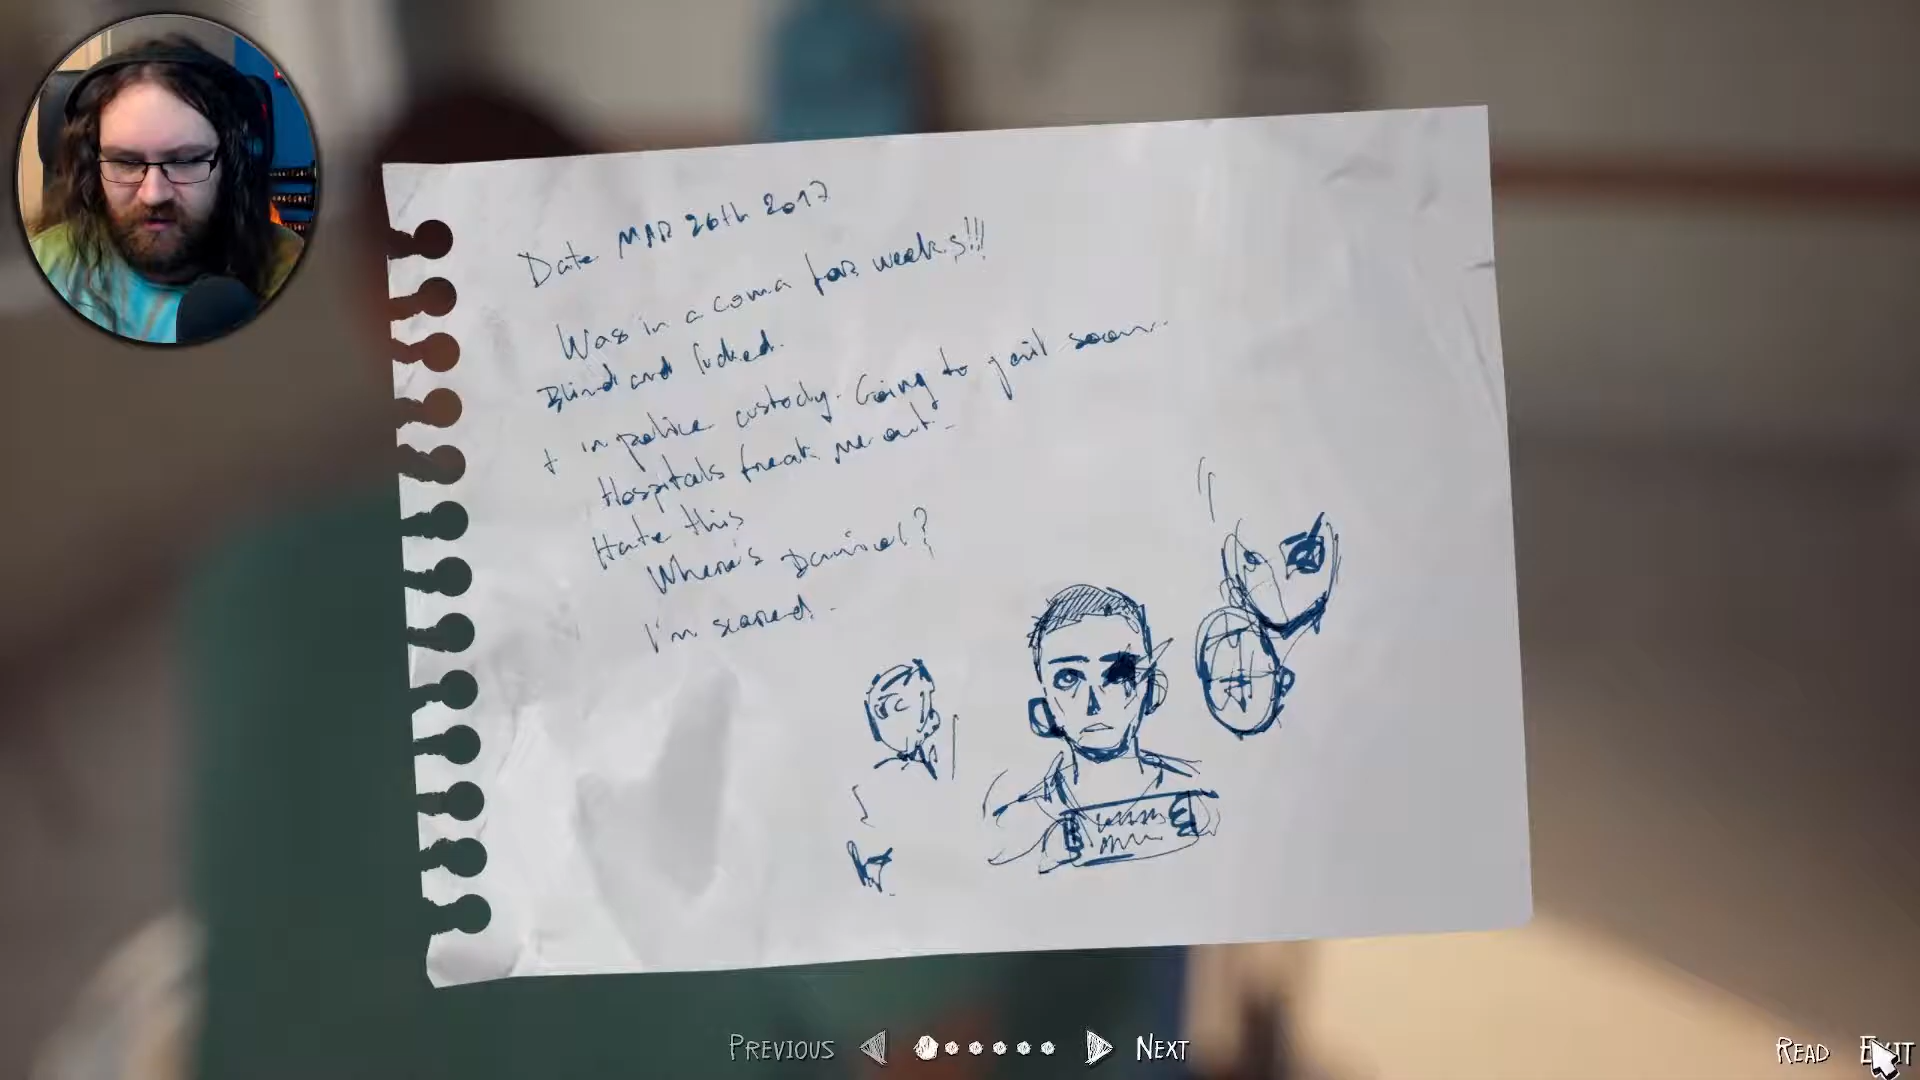 Date MAR 26th 2017
Was in a coma for weeks!!!
Blind and fucked.
+ in police custody. Going to jail soon..
Hospitals freak me out.
Hate this
Where's Daniel?
I'm scared.
PREVIOUS
NEXT
READ
EXIT